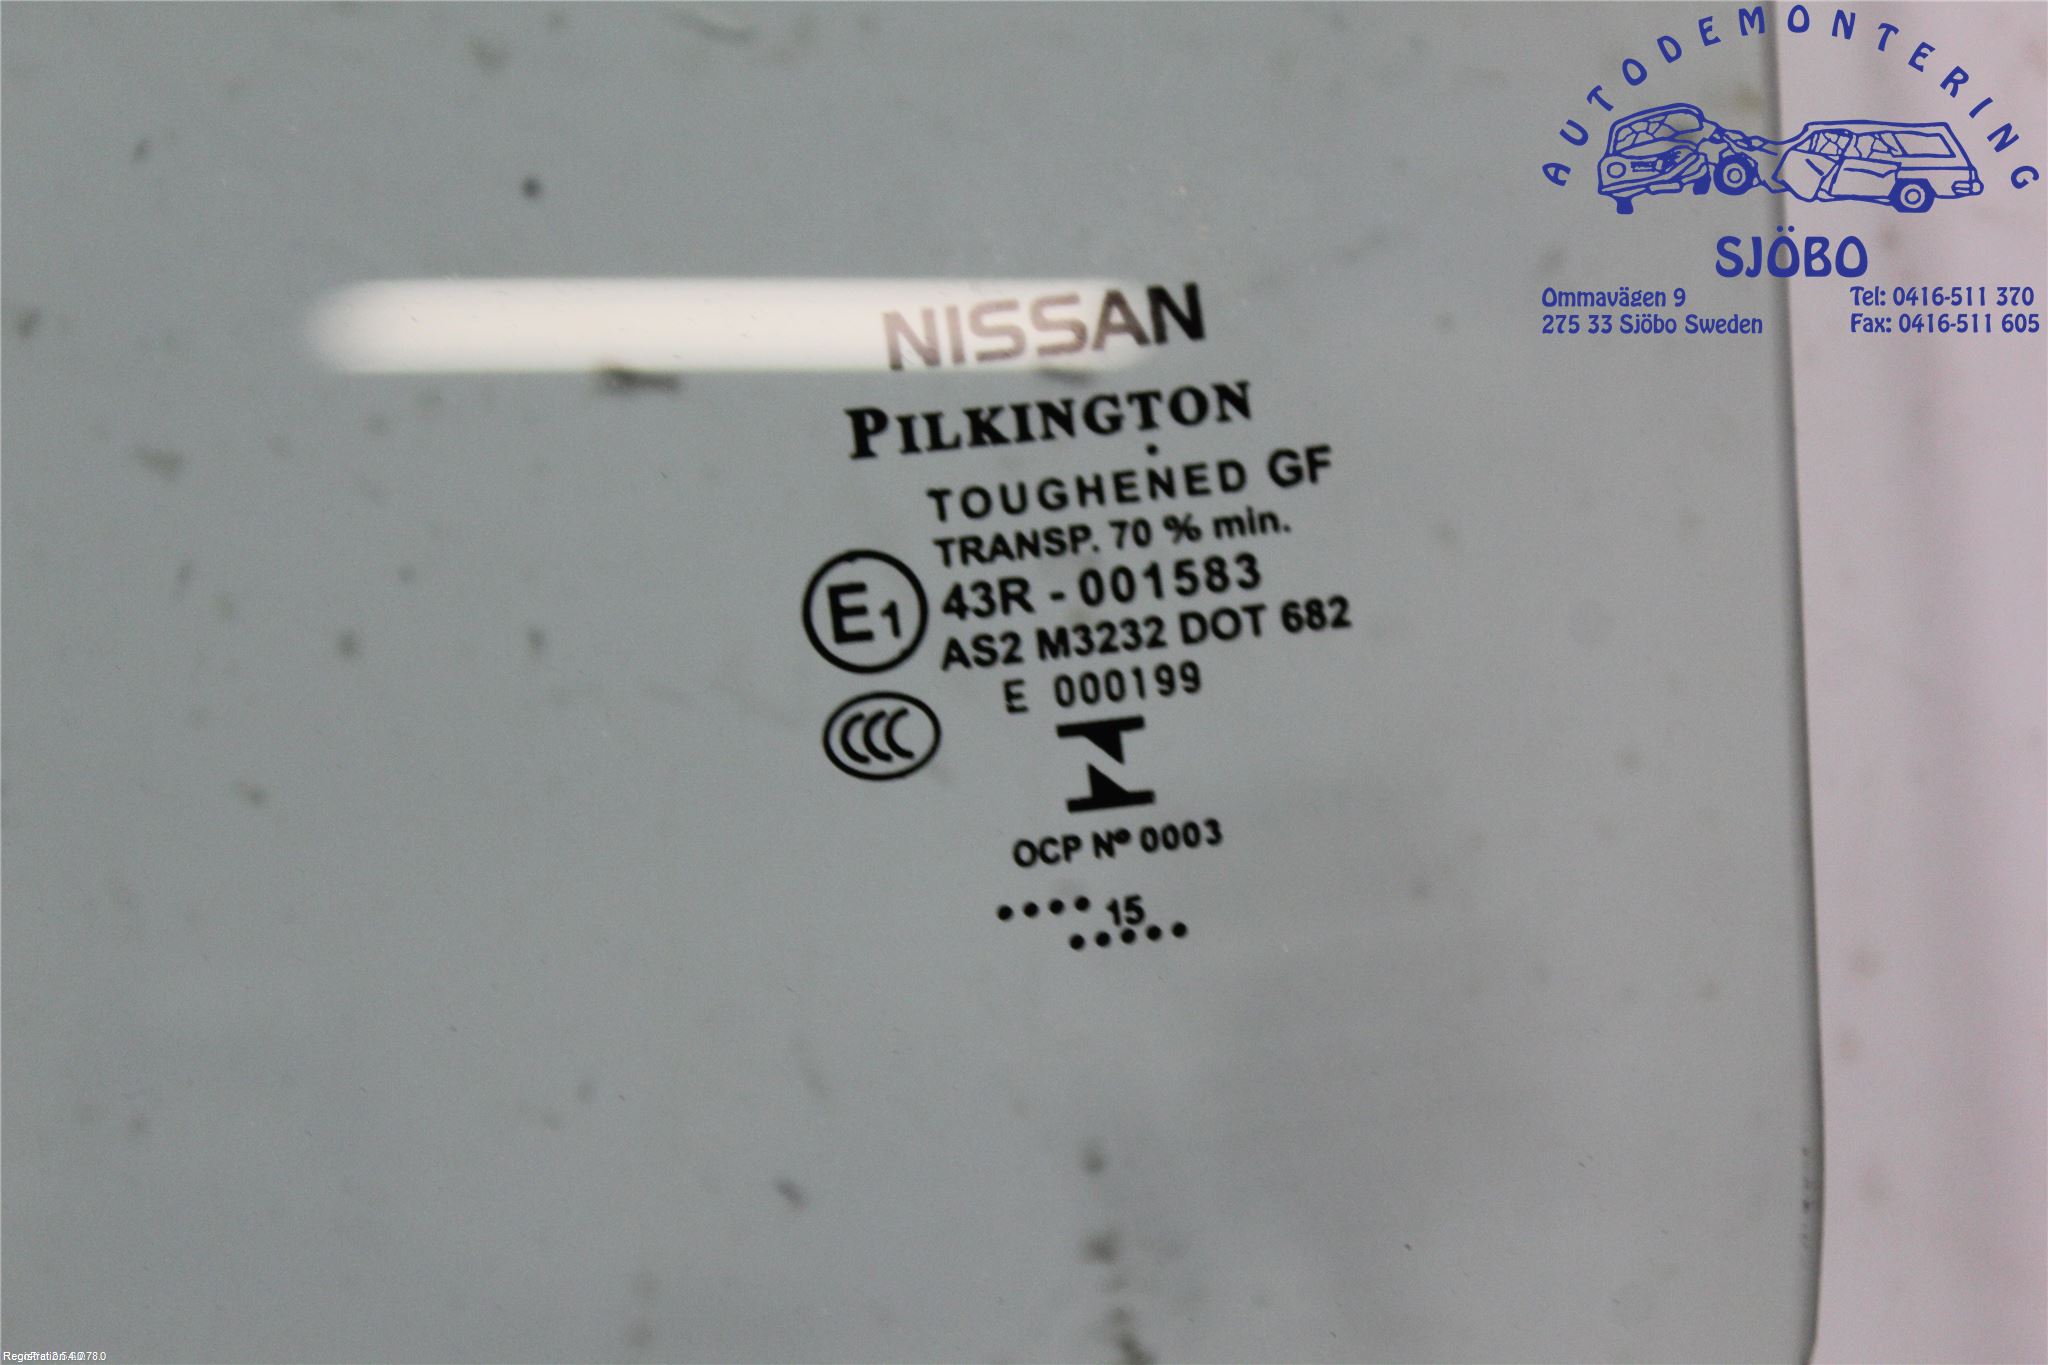 AUTODEMONTERING
SJÖBO
Ommavägen 9
275 33 Sjöbo Sweden
Tel: 0416-511 370
Fax: 0416-511 605
NISSAN
PILKINGTON
TOUGHENED GF
TRANSP. 70 % min.
E1
43R - 001583
AS2 M3232 DOT 682
E 000199
CCC
OCP Nº 0003
.... 15
.....